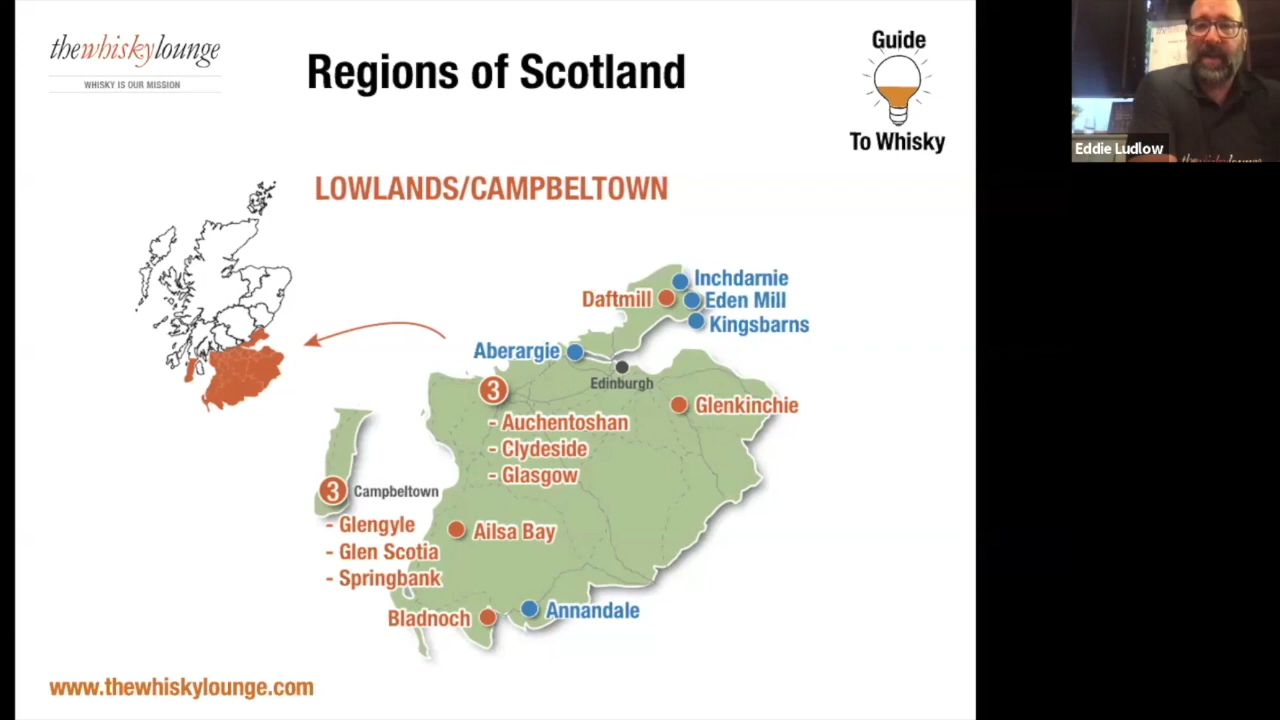 thewhiskylounge
WHISKY IS OUR MISSION
Regions of Scotland
Guide
To Whisky
Eddie Ludlow
thewhiskylounge
LOWLANDS/CAMPBELTOWN
Inchdarnie
Daftmill
Eden Mill
Kingsbarns
Aberargie
Edinburgh
3
Glenkinchie
- Auchentoshan
- Clydeside
- Glasgow
3
Campbeltown
- Glengyle
- Glen Scotia
- Springbank
Ailsa Bay
Bladnoch
Annandale
www.thewhiskylounge.com